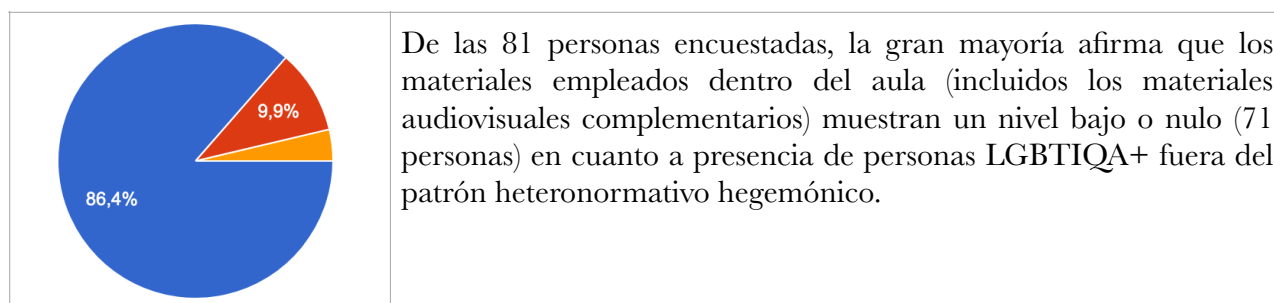 9,9%
86,4%
De las 81 personas encuestadas, la gran mayoría afirma que los
materiales empleados dentro del aula (incluidos los materiales
audiovisuales complementarios) muestran un nivel bajo o nulo (71
personas) en cuanto a presencia de personas LGBTIQA+ fuera del
patrón heteronormativo hegemónico.